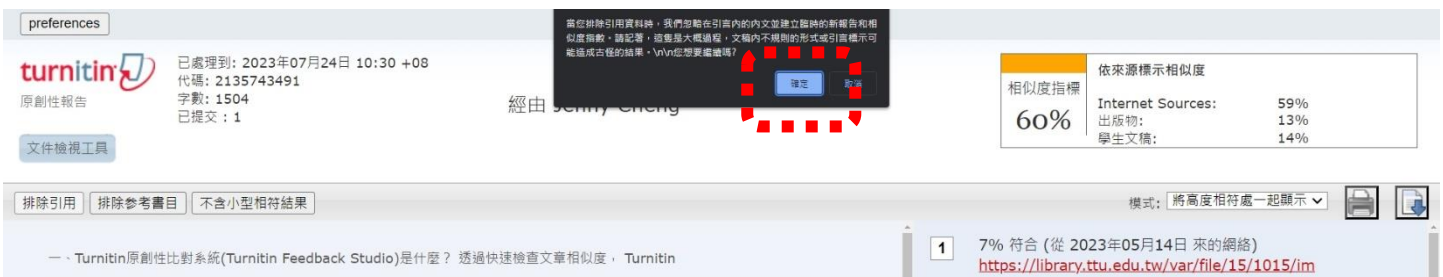 preferences
當您排除引用資料時，我們忽略在引言內的內文並建立臨時的新報告和相
似度指數。請記著，這隻是大概過程，文稿內不規則的形式或引言標示可
能造成古怪的結果。\n\n您想要繼續嗎?
確定
取消
turnitin
原創性報告
已處理到: 2023年07月24日 10:30 +08
代碼: 2135743491
字數: 1504
已提交 : 1
文件檢視工具
經由 Jenny Cheng
相似度指標
60%
依來源標示相似度
Internet Sources: 59%
出版物: 13%
學生文稿: 14%
排除引用 排除參考書目 不含小型相符結果
模式: 將高度相符處一起顯示
一、Turnitin原創性比對系統(Turnitin Feedback Studio)是什麼？ 透過快速檢查文章相似度， Turnitin
1
7% 符合 (從 2023年05月14日 來的網絡)
https://library.ttu.edu.tw/var/file/15/1015/im